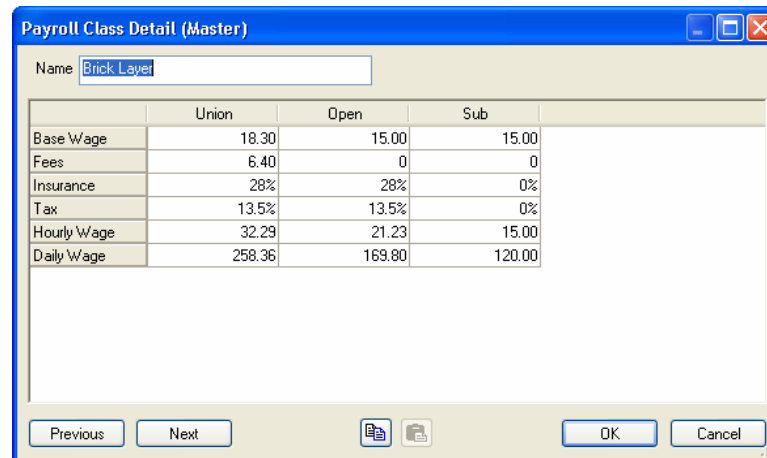 Payroll Class Detail (Master)
Name Brick Layer
Union Open Sub
Base Wage 18.30 15.00 15.00
Fees 6.40 0 0
Insurance 28% 28% 0%
Tax 13.5% 13.5% 0%
Hourly Wage 32.29 21.23 15.00
Daily Wage 258.36 169.80 120.00
Previous Next OK Cancel